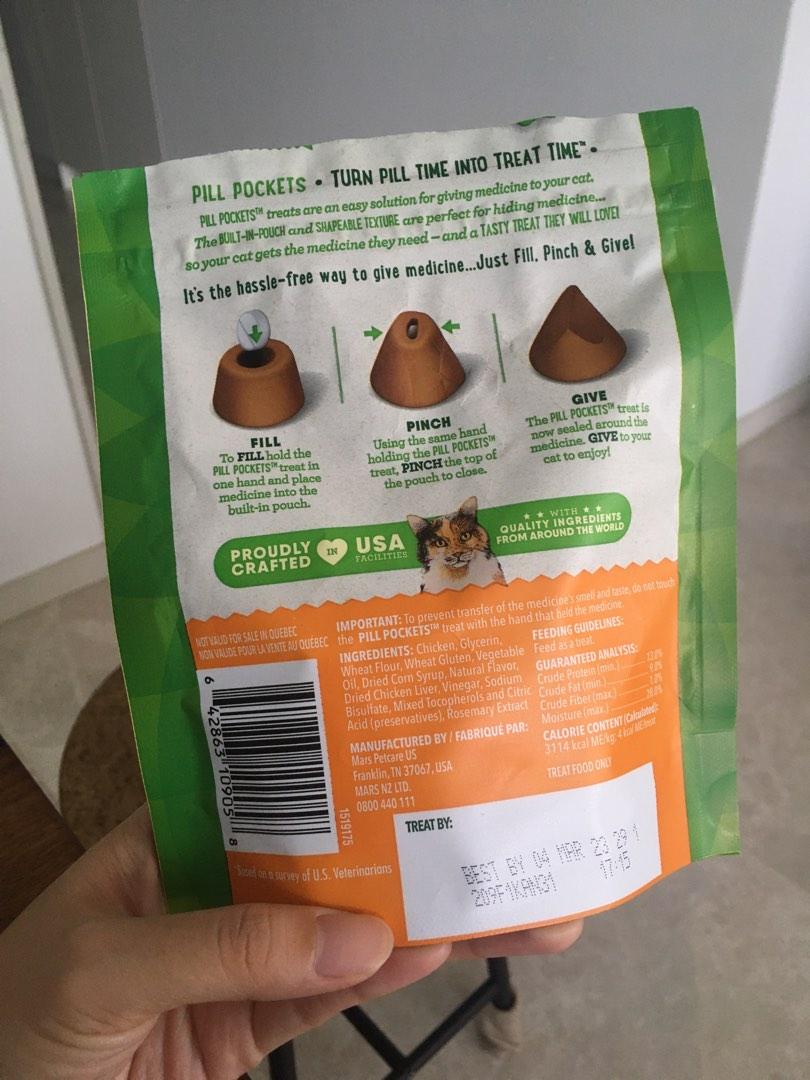 PILL POCKETS • TURN PILL TIME INTO TREAT TIME™ •
PILL POCKETS™ treats are an easy solution for giving medicine to your cat.
The BUILT-IN-POUCH and SHAPEABLE TEXTURE are perfect for hiding medicine...
so your cat gets the medicine they need – and a TASTY TREAT THEY WILL LOVE!
It's the hassle-free way to give medicine...Just Fill, Pinch & Give!
FILL
To FILL hold the
PILL POCKETS™ treat in
one hand and place
medicine into the
built-in pouch.
PINCH
Using the same hand
holding the PILL POCKETS™
treat, PINCH the top of
the pouch to close.
GIVE
The PILL POCKETS™ treat is
now sealed around the
medicine. GIVE to your
cat to enjoy!
PROUDLY
CRAFTED
IN
USA
FACILITIES
★ ★ WITH ★ ★
QUALITY INGREDIENTS
FROM AROUND THE WORLD
IMPORTANT: To prevent transfer of the medicine's smell and taste, do not touch
the PILL POCKETS™ treat with the hand that held the medicine.
NOT VALID FOR SALE IN QUEBEC
NON VALIDE POUR LA VENTE AU QUÉBEC
INGREDIENTS: Chicken, Glycerin,
Wheat Flour, Wheat Gluten, Vegetable
Oil, Dried Corn Syrup, Natural Flavor,
Dried Chicken Liver, Vinegar, Sodium
Bisulfate, Mixed Tocopherols and Citric
Acid (preservatives), Rosemary Extract
MANUFACTURED BY / FABRIQUÉ PAR:
Mars Petcare US
Franklin, TN 37067, USA
MARS NZ LTD.
0800 440 111
FEEDING GUIDELINES:
Feed as a treat.
GUARANTEED ANALYSIS:
Crude Protein (min.)
Crude Fat (min.)
Crude Fiber (max.)
Moisture (max.)
CALORIE CONTENT (Calculated):
3114 kcal ME/kg; 4 kcal ME/treat
TREAT FOOD ONLY
6 42863 10905 8
1519175
*Based on a survey of U.S. Veterinarians
TREAT BY:
BEST BY 04 MAR 23 29 1
209F1KAN31 17:15